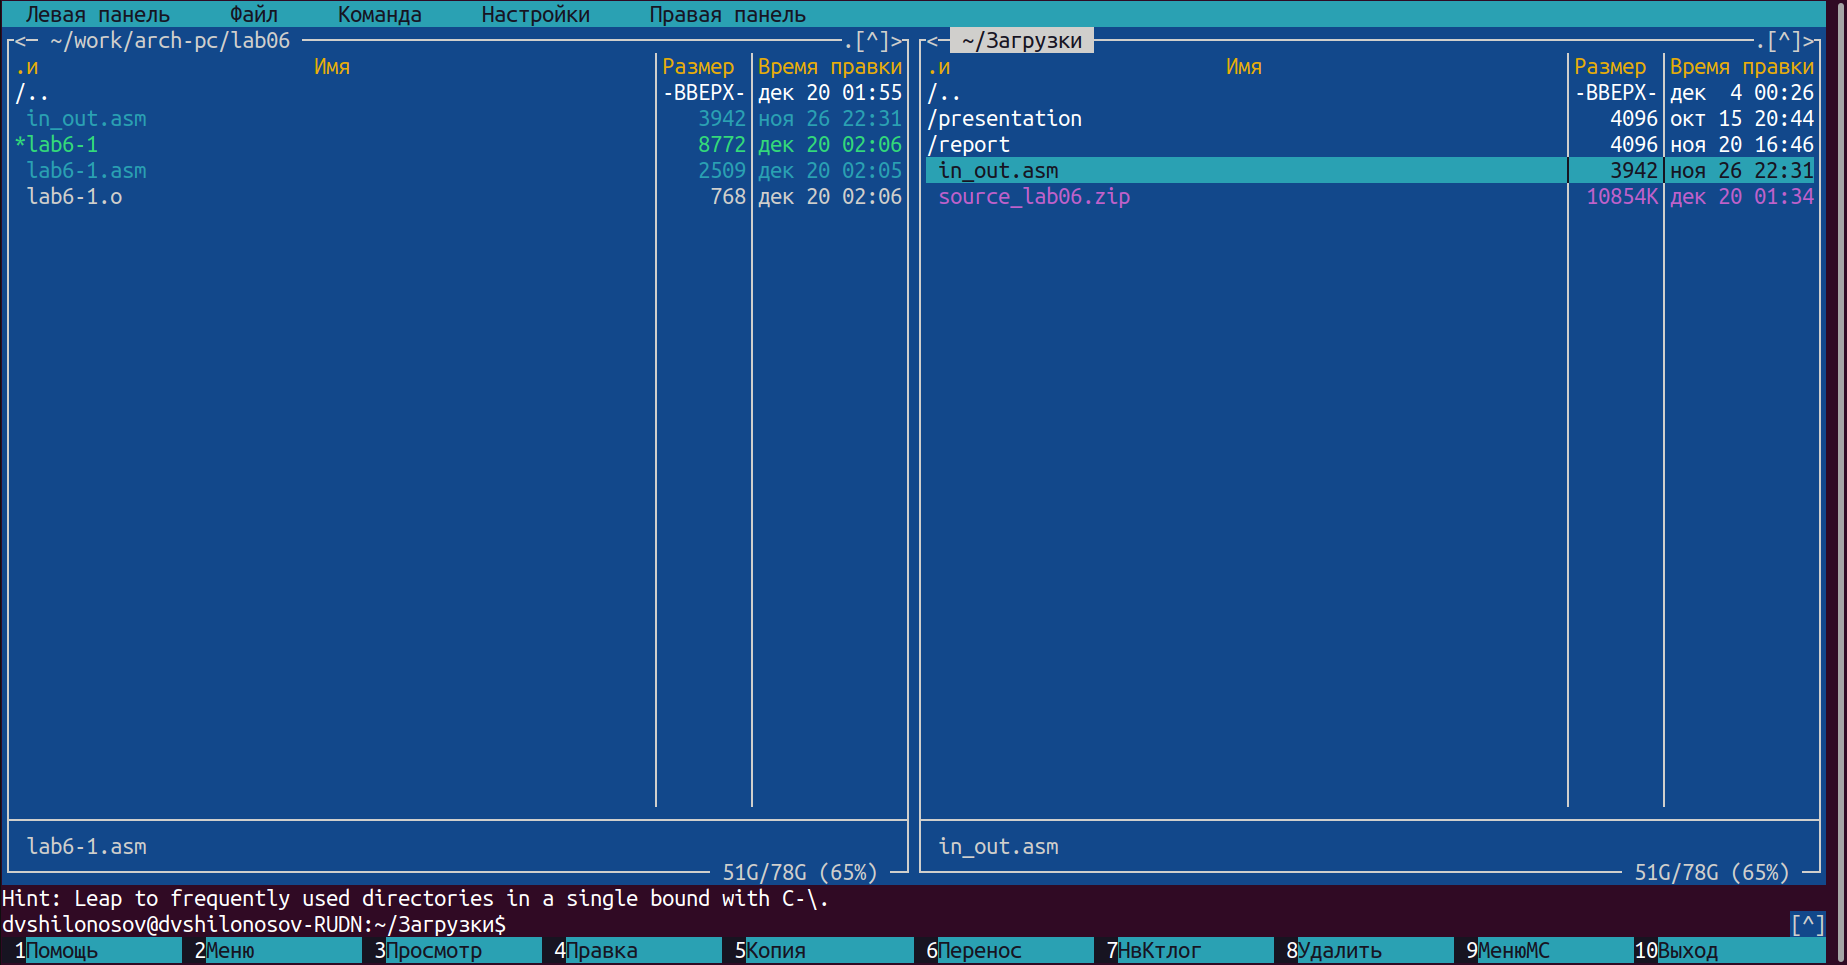 Левая панель Файл Команда Настройки Правая панель
<─ ~/work/arch-pc/lab06 .[^]> <─ ~/Загрузки .[^]>
.и Имя Размер Время правки .и Имя Размер Время правки
/.. -ВВЕРХ- дек 20 01:55 /.. -ВВЕРХ- дек 4 00:26
in_out.asm 3942 ноя 26 22:31 /presentation 4096 окт 15 20:44
*lab6-1 8772 дек 20 02:06 /report 4096 ноя 20 16:46
lab6-1.asm 2509 дек 20 02:05 in_out.asm 3942 ноя 26 22:31
lab6-1.o 768 дек 20 02:06 source_lab06.zip 10854K дек 20 01:34
lab6-1.asm in_out.asm
51G/78G (65%) 51G/78G (65%)
Hint: Leap to frequently used directories in a single bound with C-\.
dvshilonosov@dvshilonosov-RUDN:~/Загрузки$ [^]
1Помощь 2Меню 3Просмотр 4Правка 5Копия 6Перенос 7НвКтлог 8Удалить 9МенюMC 10Выход